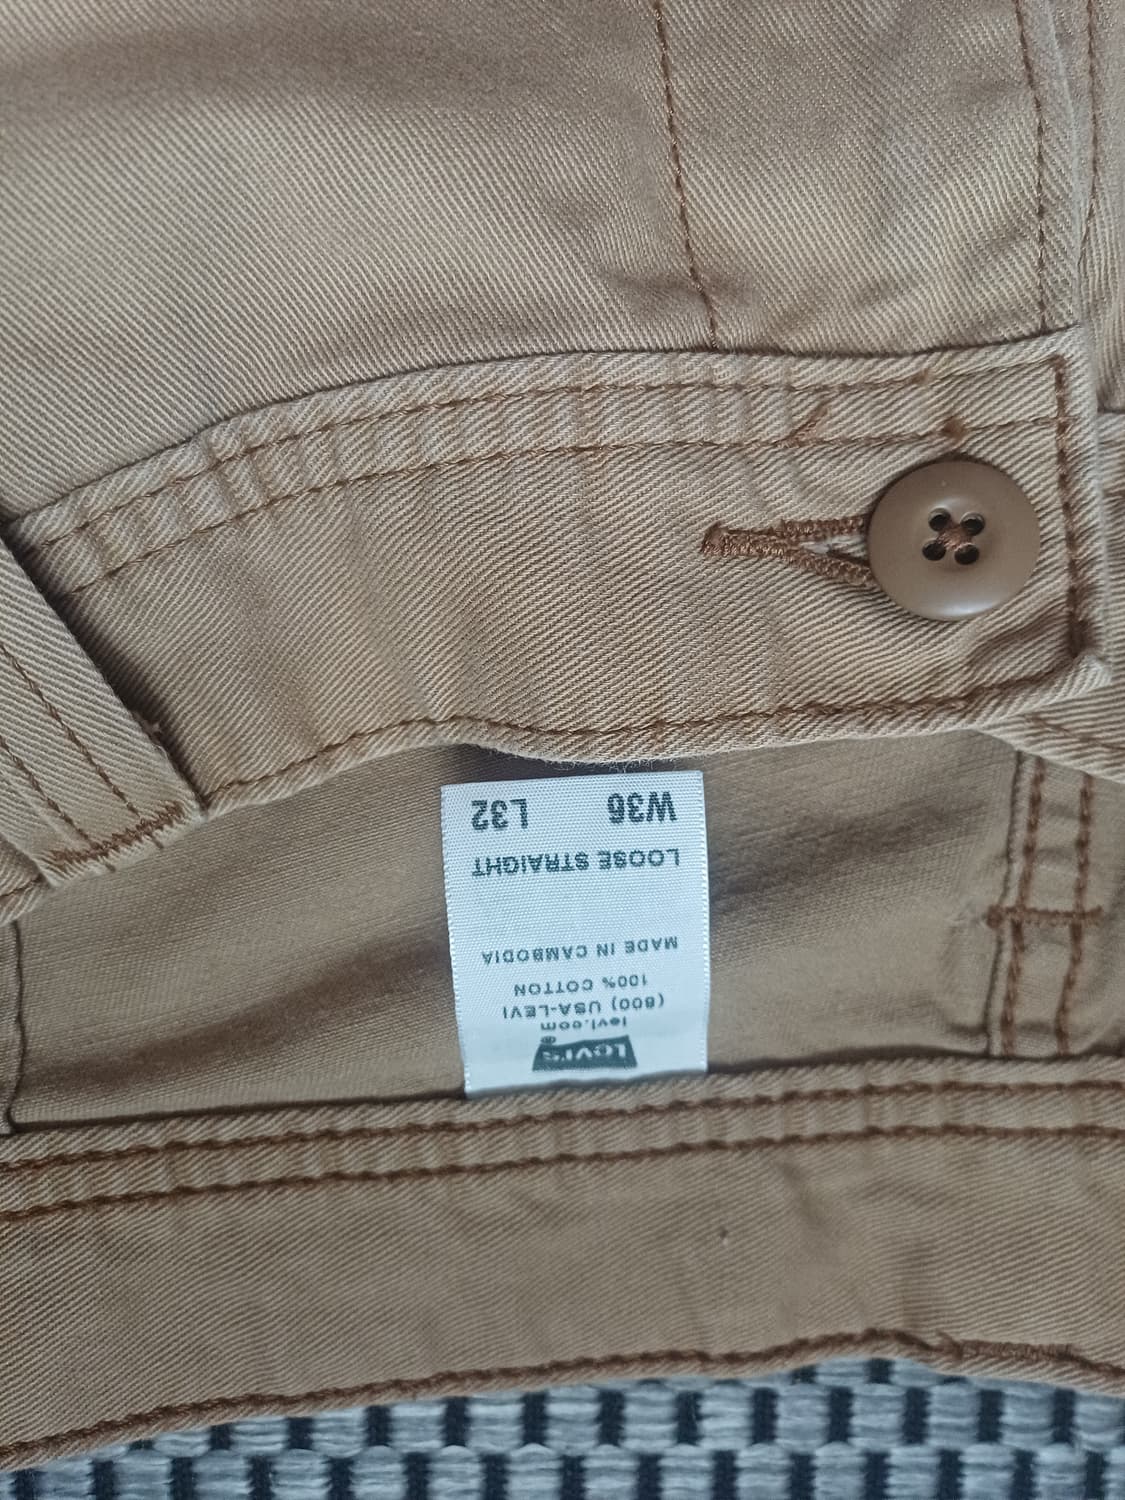 Levi's®
levi.com
(800) USA-LEVI
100% COTTON
MADE IN CAMBODIA
LOOSE STRAIGHT
W36 L32